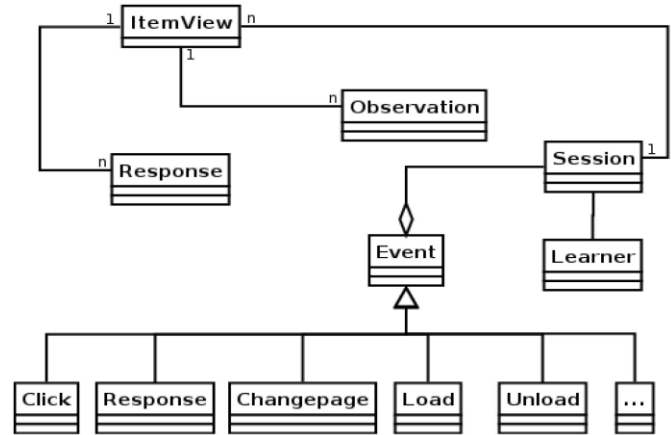 1 ItemView n
1
n Observation
Session 1
n Response
Event
Learner
Click Response Changepage Load Unload ...